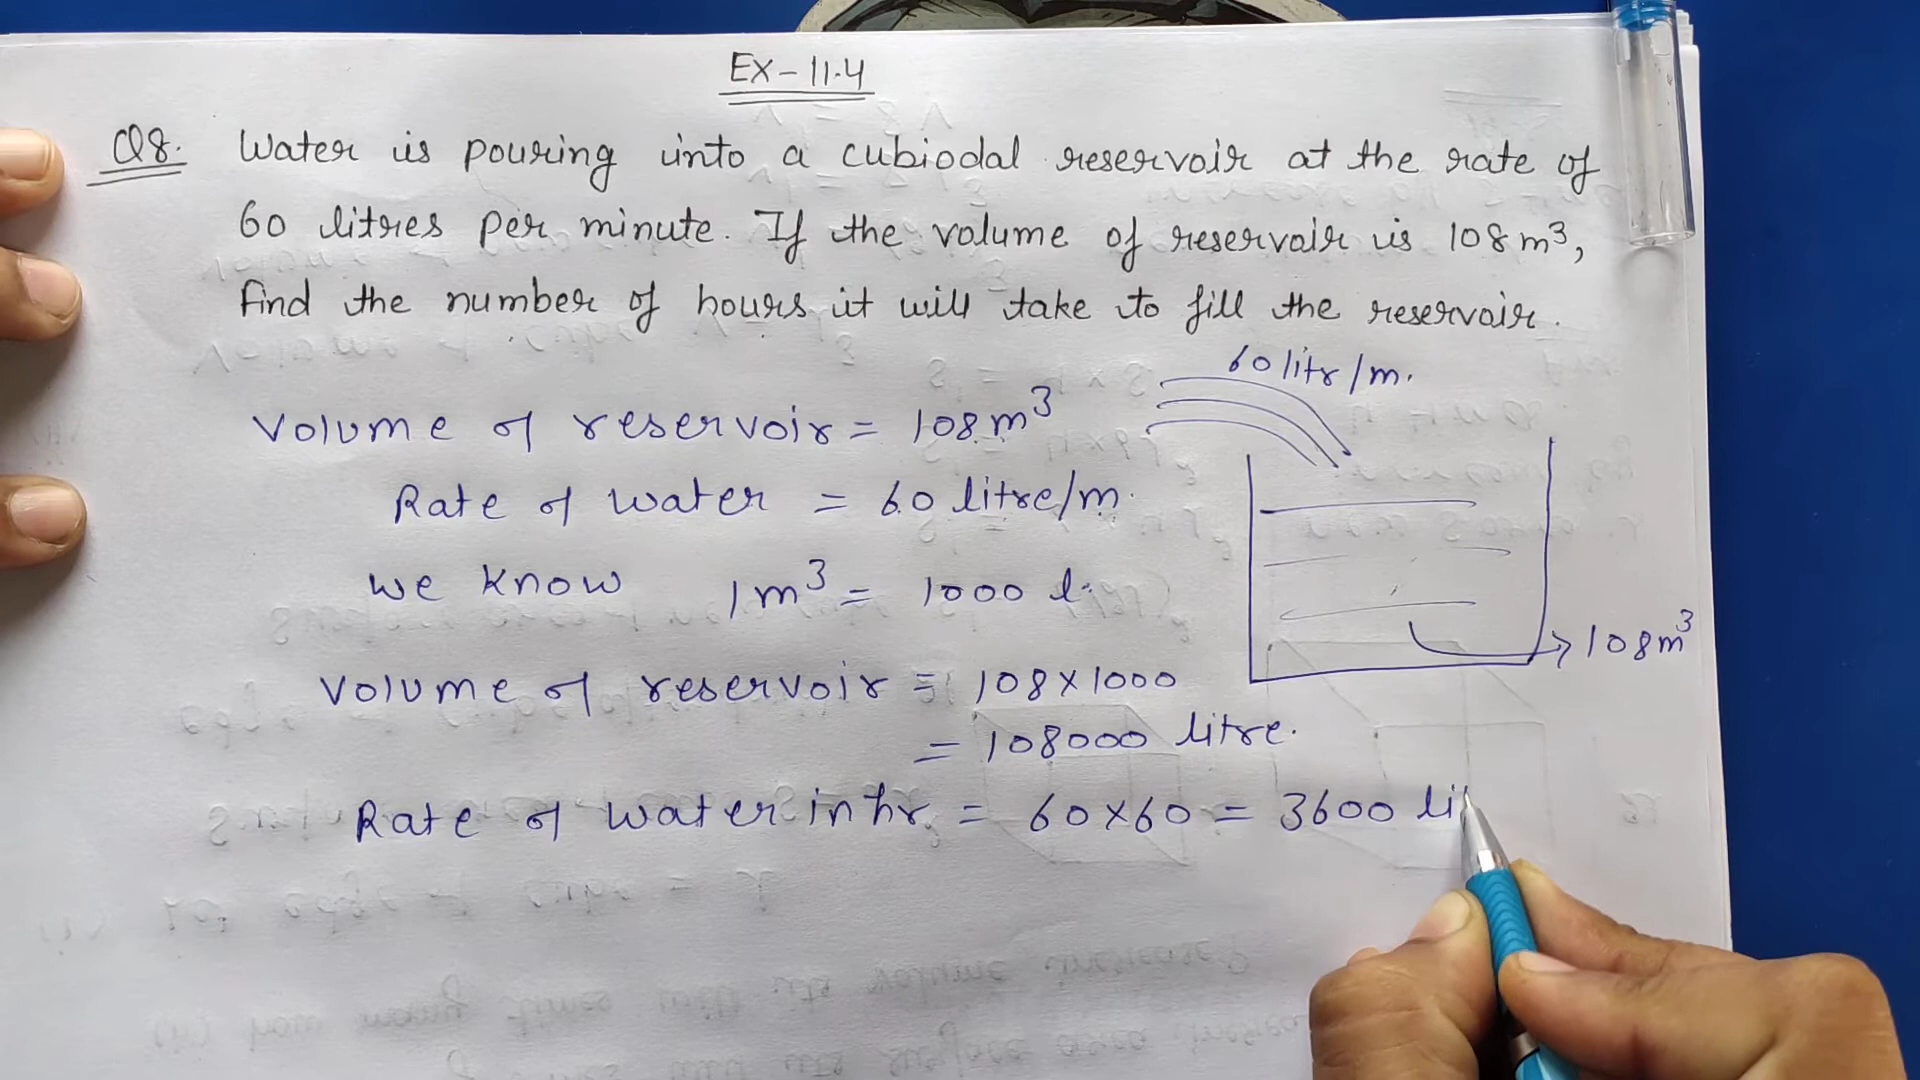 Ex-11.4
Q8. Water is pouring into a cubiodal reservoir at the rate of
60 litres per minute. If the volume of reservoir is 108 m³,
find the number of hours it will take to fill the reservoir.
60 litr/m.
Volume of reservoir = 108 m³
Rate of water = 60 litre/m.
we know 1m³ = 1000 l.
108m³
Volume of reservoir = 108×1000
= 108000 litre.
Rate of water in hr = 60×60 = 3600 lit